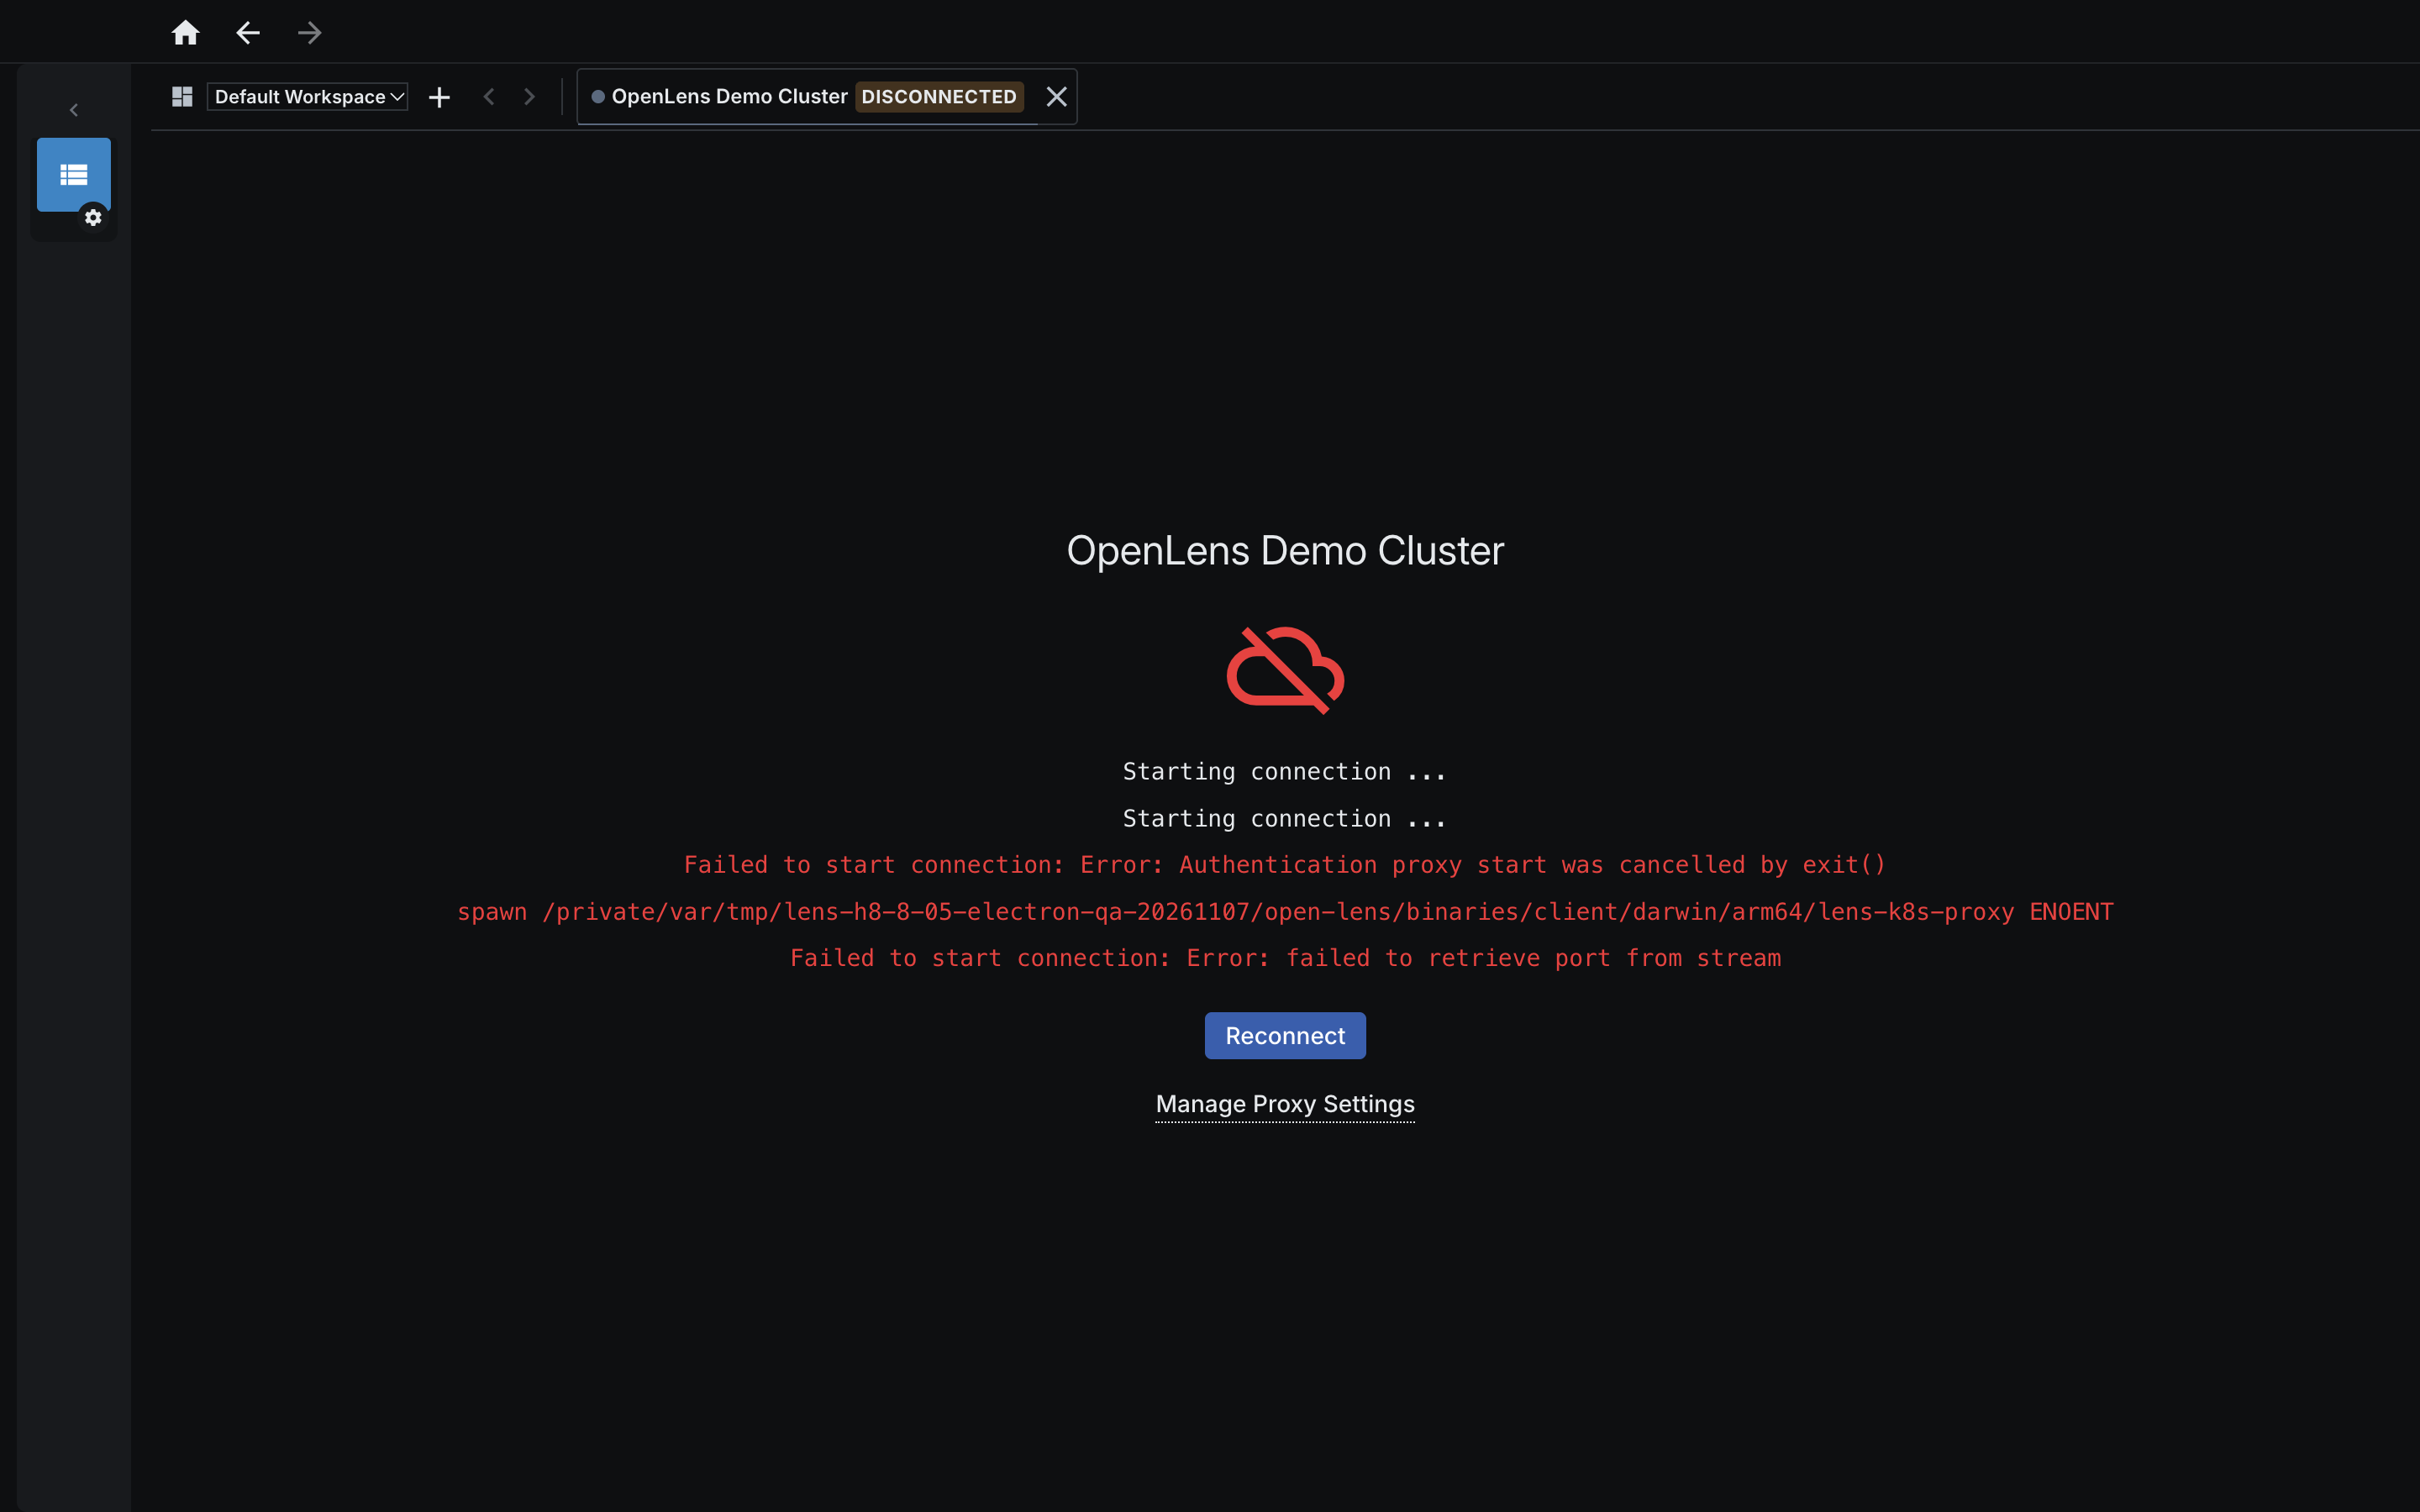 Default Workspace
OpenLens Demo Cluster DISCONNECTED
OpenLens Demo Cluster
Starting connection ...
Starting connection ...
Failed to start connection: Error: Authentication proxy start was cancelled by exit()
spawn /private/var/tmp/lens-h8-8-05-electron-qa-20261107/open-lens/binaries/client/darwin/arm64/lens-k8s-proxy ENOENT
Failed to start connection: Error: failed to retrieve port from stream
Reconnect
Manage Proxy Settings